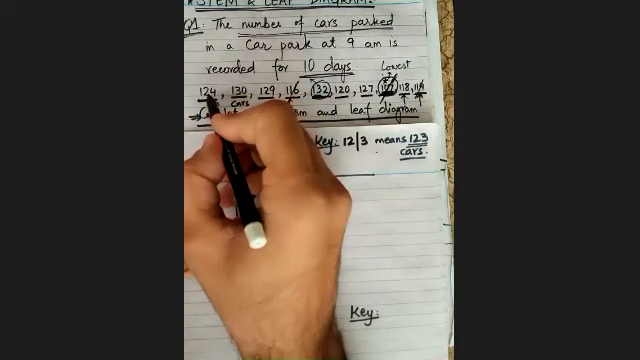 STEM & LEAF DIAGRAM.
Q1: The number of cars parked
in a Car park at 9 am is
recorded for 10 days.
Lowest
124, 130, 129, 116, 132, 120, 127, 118,
cars
and leaf diagram
Key: 12|3 means 123
cars.
Key: